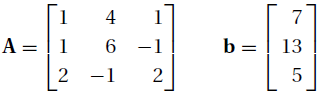 A = [1 4 1; 1 6 −1; 2 −1 2] b = [7; 13; 5]